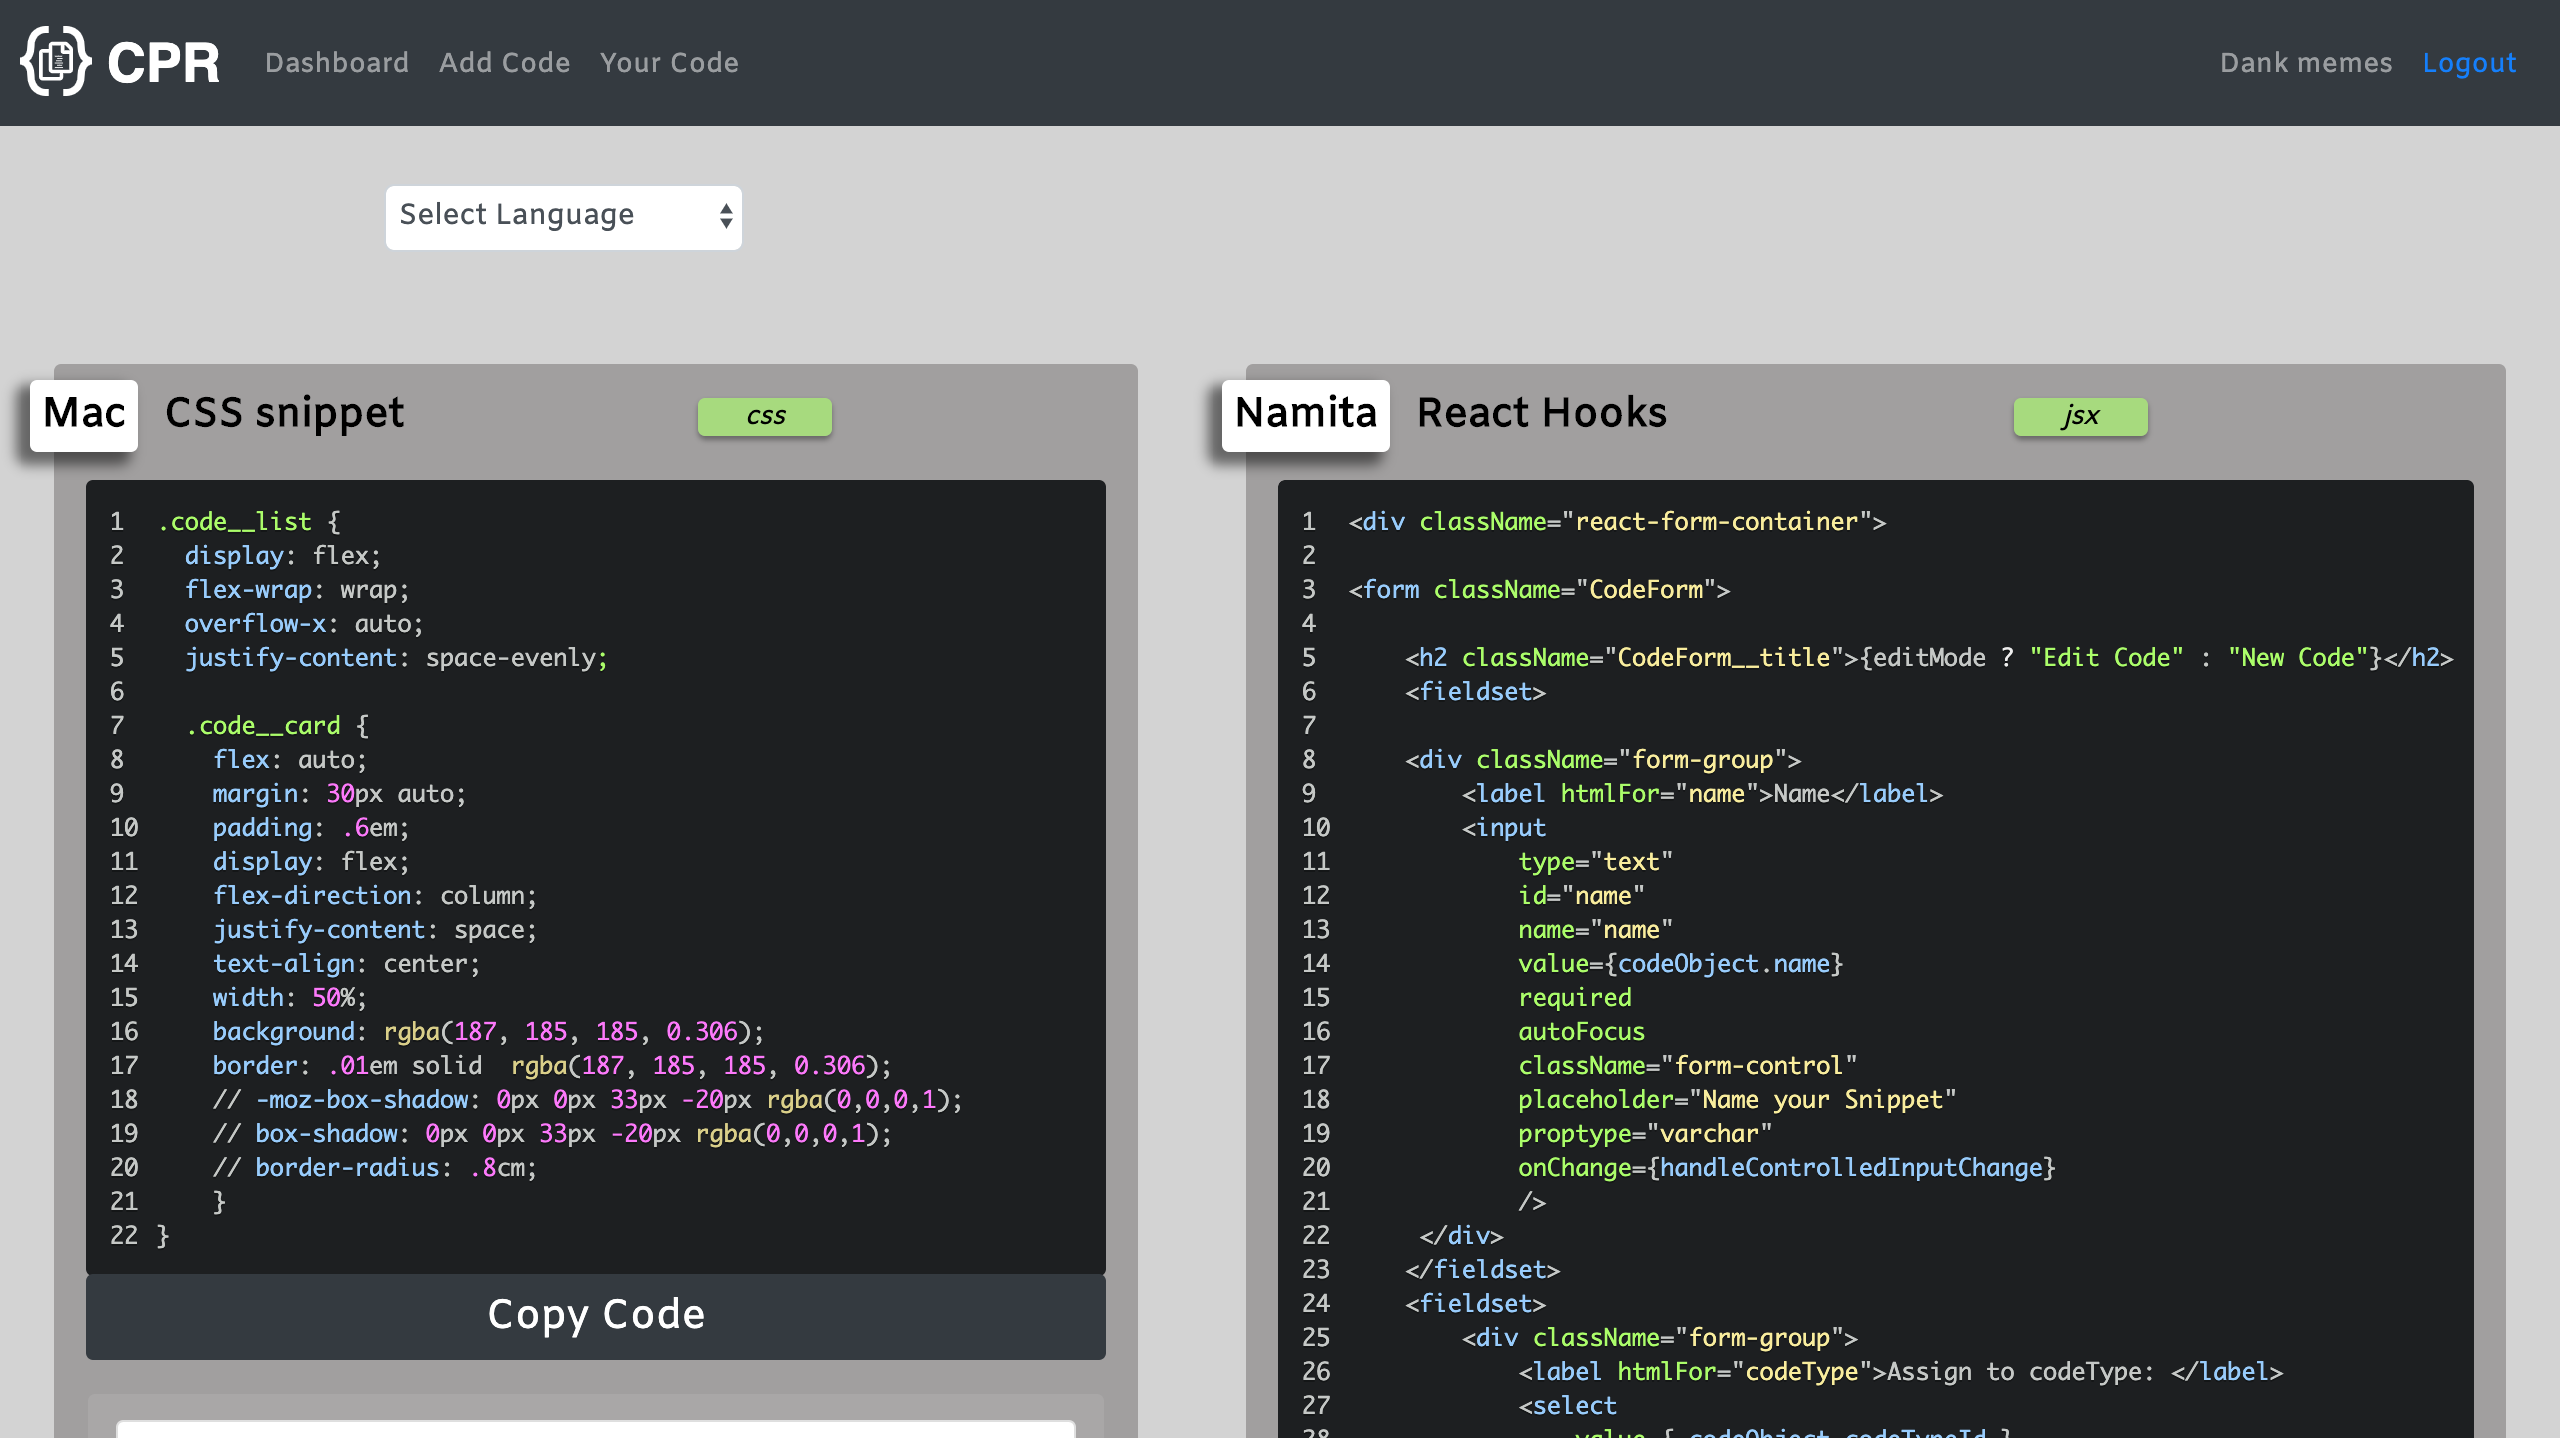 CPR Dashboard Add Code Your Code Dank memes Logout
Select Language
Mac CSS snippet css
1 .code__list {
2   display: flex;
3   flex-wrap: wrap;
4   overflow-x: auto;
5   justify-content: space-evenly;
6
7   .code__card {
8     flex: auto;
9     margin: 30px auto;
10     padding: .6em;
11     display: flex;
12     flex-direction: column;
13     justify-content: space;
14     text-align: center;
15     width: 50%;
16     background: rgba(187, 185, 185, 0.306);
17     border: .01em solid  rgba(187, 185, 185, 0.306);
18     // -moz-box-shadow: 0px 0px 33px -20px rgba(0,0,0,1);
19     // box-shadow: 0px 0px 33px -20px rgba(0,0,0,1);
20     // border-radius: .8cm;
21     }
22 }
Copy Code
Namita React Hooks jsx
1 <div className="react-form-container">
2
3 <form className="CodeForm">
4
5     <h2 className="CodeForm__title">{editMode ? "Edit Code" : "New Code"}</h2>
6     <fieldset>
7
8     <div className="form-group">
9         <label htmlFor="name">Name</label>
10         <input
11             type="text"
12             id="name"
13             name="name"
14             value={codeObject.name}
15             required
16             autoFocus
17             className="form-control"
18             placeholder="Name your Snippet"
19             proptype="varchar"
20             onChange={handleControlledInputChange}
21             />
22      </div>
23     </fieldset>
24     <fieldset>
25         <div className="form-group">
26             <label htmlFor="codeType">Assign to codeType: </label>
27             <select
28                 value={ codeObject.codeTypeId }